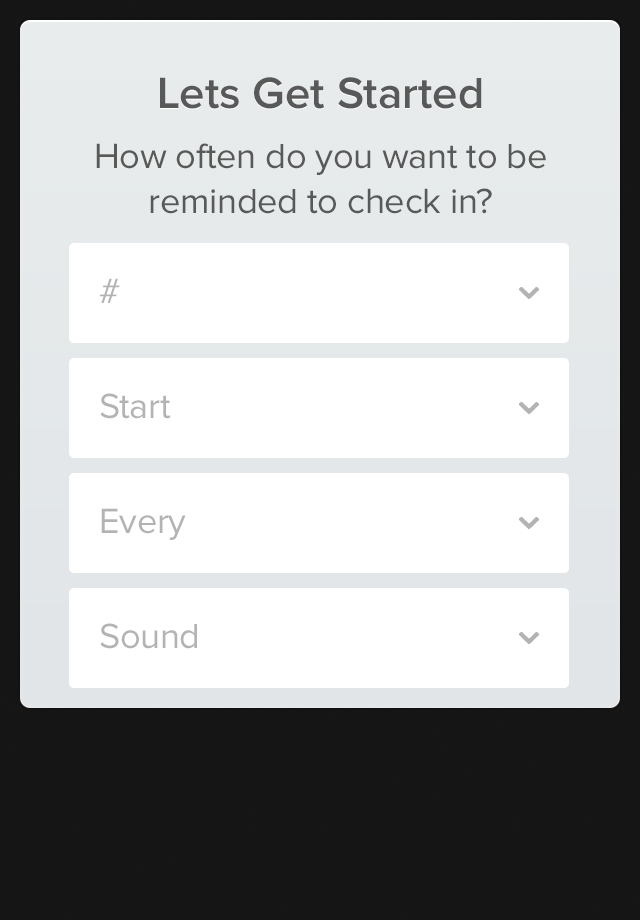 Lets Get Started
How often do you want to be
reminded to check in?
#
Start
Every
Sound